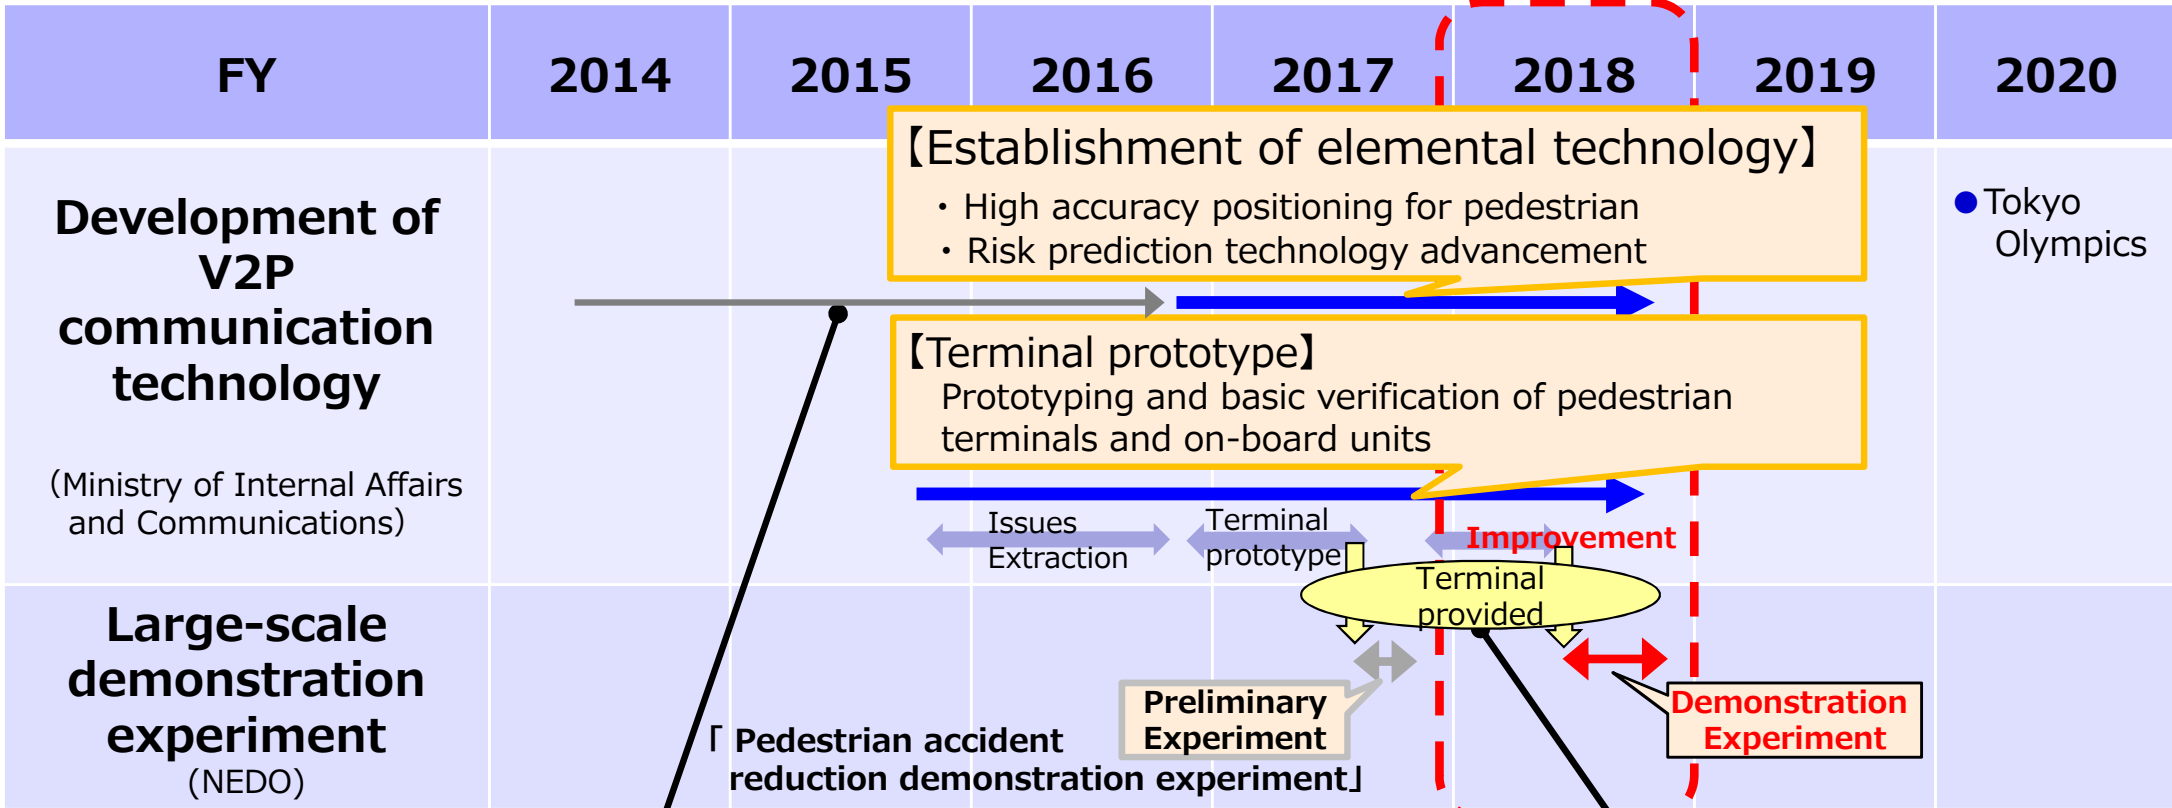 FY 2014 2015 2016 2017 2018 2019 2020
Development of
V2P
communication
technology
（Ministry of Internal Affairs
and Communications）
【Establishment of elemental technology】
・High accuracy positioning for pedestrian
・Risk prediction technology advancement
●Tokyo
Olympics
【Terminal prototype】
Prototyping and basic verification of pedestrian
terminals and on-board units
Issues
Extraction
Terminal
prototype
Improvement
Terminal
provided
Large-scale
demonstration
experiment
(NEDO)
Preliminary
Experiment
Demonstration
Experiment
「 Pedestrian accident
reduction demonstration experiment」